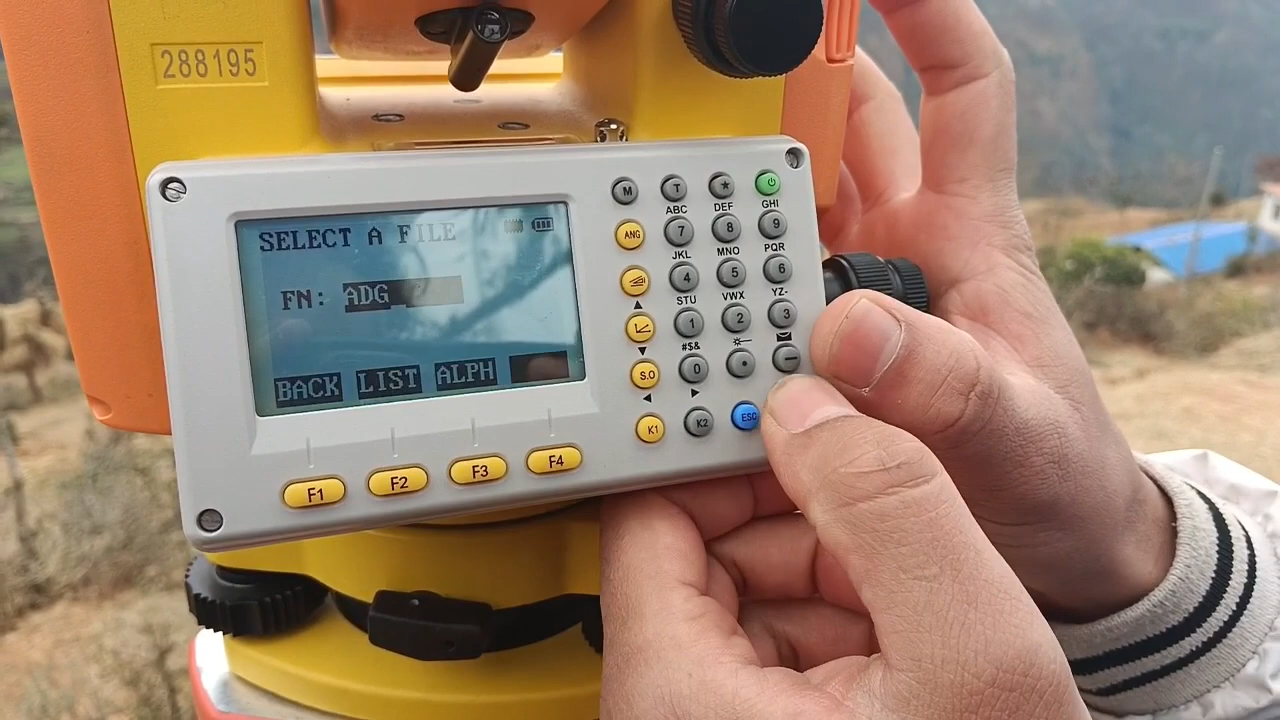 288195
SELECT A FILE
FN: ADG
BACK LIST ALPH
F1 F2 F3 F4
M T ★
ABC DEF GHI
ANG 7 8 9
JKL MNO PQR
4 5 6
STU VWX YZ-
1 2 3
#$&
S.O 0 • −
K1 K2 ESC